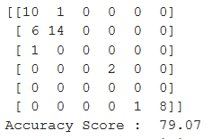 [[10 1 0 0 0 0]
[ 6 14 0 0 0 0]
[ 1 0 0 0 0 0]
[ 0 0 0 2 0 0]
[ 0 0 0 0 0 0]
[ 0 0 0 0 1 8]]
Accuracy Score : 79.07